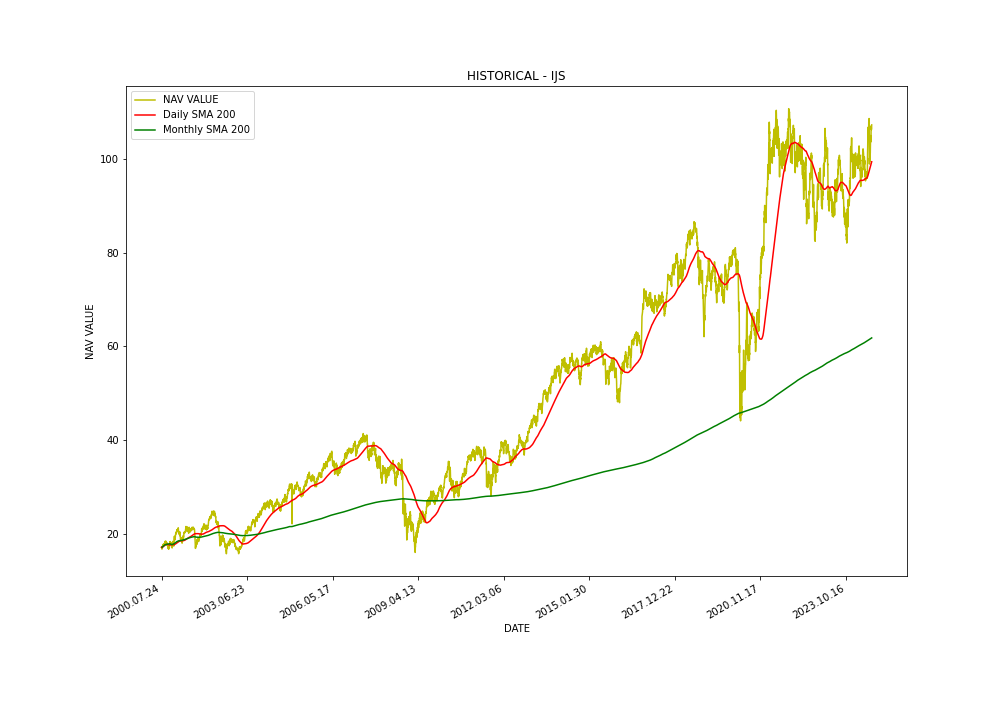 HISTORICAL - IJS
NAV VALUE
Daily SMA 200
Monthly SMA 200
NAV VALUE
100
80
60
40
20
2000.07.24
2003.06.23
2006.05.17
2009.04.13
2012.03.06
2015.01.30
2017.12.22
2020.11.17
2023.10.16
DATE